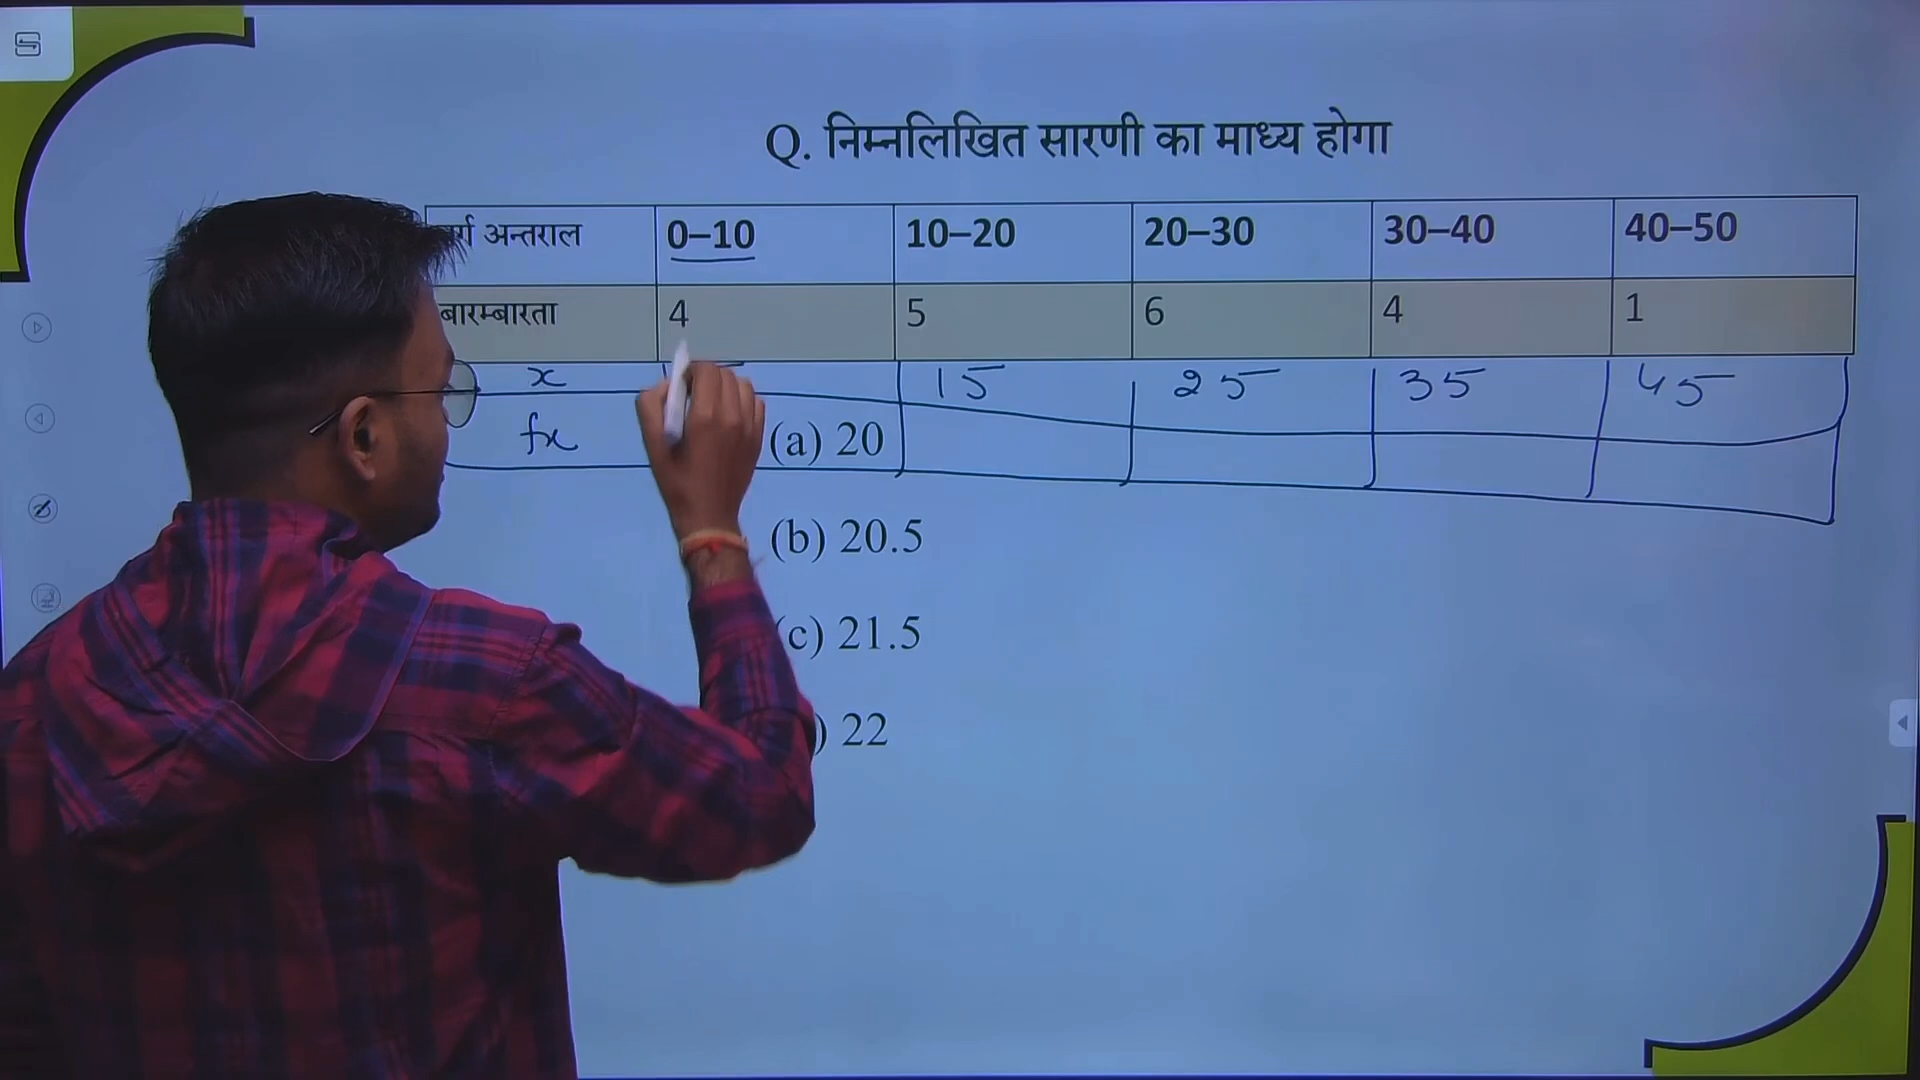 Q. निम्नलिखित सारणी का माध्य होगा
अन्तराल 0–10 10–20 20–30 30–40 40–50
बारम्बारता 4 5 6 4 1
x 15 25 35 45
fx
(a) 20
(b) 20.5
(c) 21.5
) 22